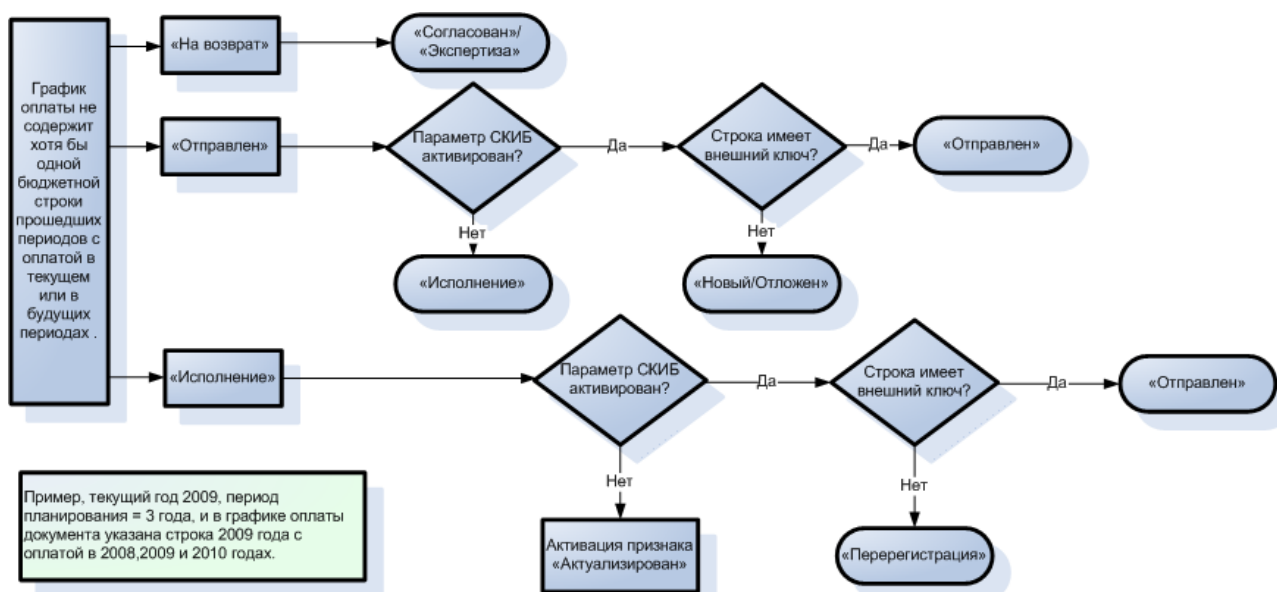 График
оплаты не
содержит
хотя бы
одной
бюджетной
строки
прошедших
периодов с
оплатой в
текущем
или в
будущих
периодах .
«На возврат»
«Согласован»/
«Экспертиза»
«Отправлен»
Параметр СКИБ
активирован?
Да
Строка имеет
внешний ключ?
Да
«Отправлен»
Нет
Нет
«Исполнение»
«Новый/Отложен»
«Исполнение»
Параметр СКИБ
активирован?
Да
Строка имеет
внешний ключ?
Да
«Отправлен»
Нет
Нет
Активация признака
«Актуализирован»
«Перерегистрация»
Пример, текущий год 2009, период
планирования = 3 года, и в графике оплаты
документа указана строка 2009 года с
оплатой в 2008,2009 и 2010 годах.